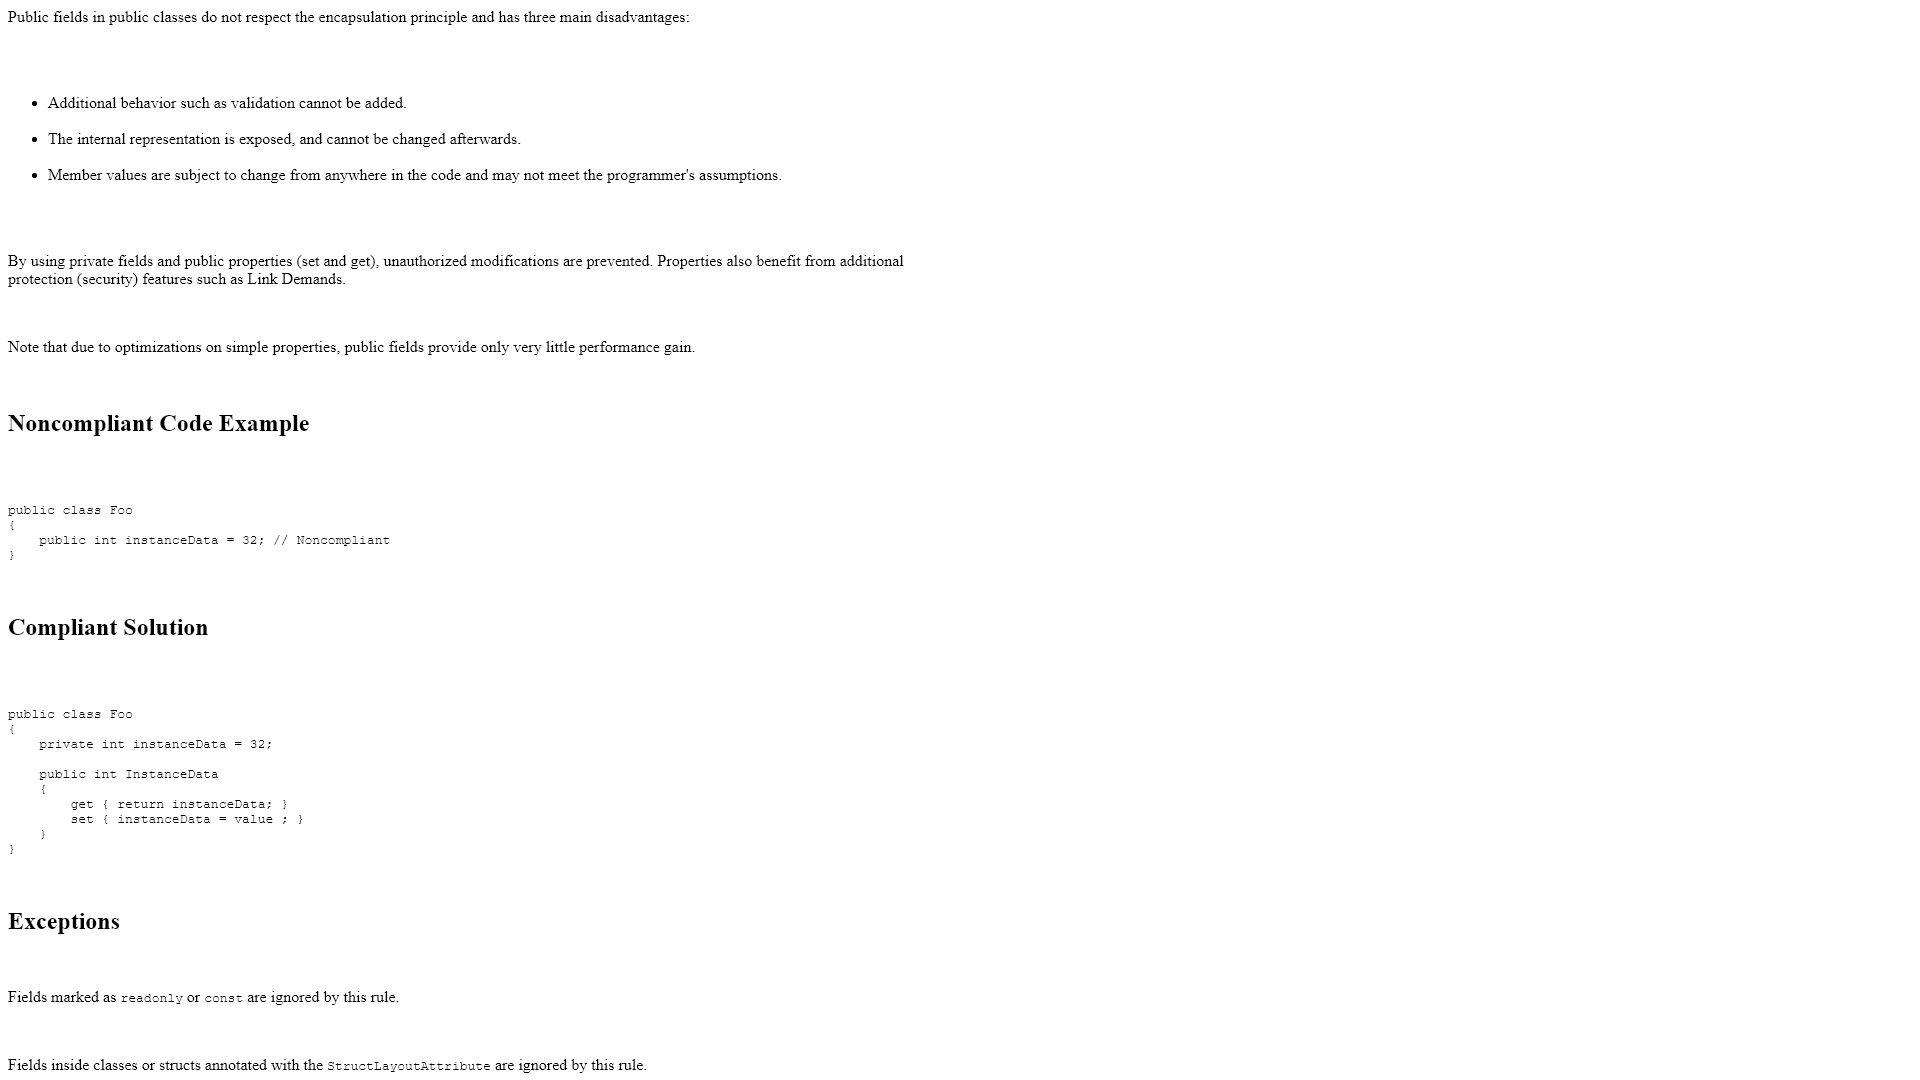 Public fields in public classes do not respect the encapsulation principle and has three main disadvantages:
• Additional behavior such as validation cannot be added.
• The internal representation is exposed, and cannot be changed afterwards.
• Member values are subject to change from anywhere in the code and may not meet the programmer's assumptions.
By using private fields and public properties (set and get), unauthorized modifications are prevented. Properties also benefit from additional
protection (security) features such as Link Demands.
Note that due to optimizations on simple properties, public fields provide only very little performance gain.
Noncompliant Code Example
public class Foo
{
    public int instanceData = 32; // Noncompliant
}
Compliant Solution
public class Foo
{
    private int instanceData = 32;
    public int InstanceData
    {
        get { return instanceData; }
        set { instanceData = value ; }
    }
}
Exceptions
Fields marked as readonly or const are ignored by this rule.
Fields inside classes or structs annotated with the StructLayoutAttribute are ignored by this rule.